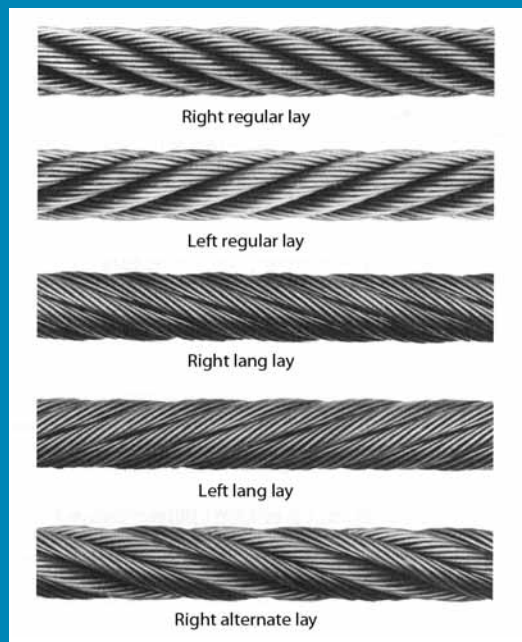 Right regular lay
Left regular lay
Right lang lay
Left lang lay
Right alternate lay